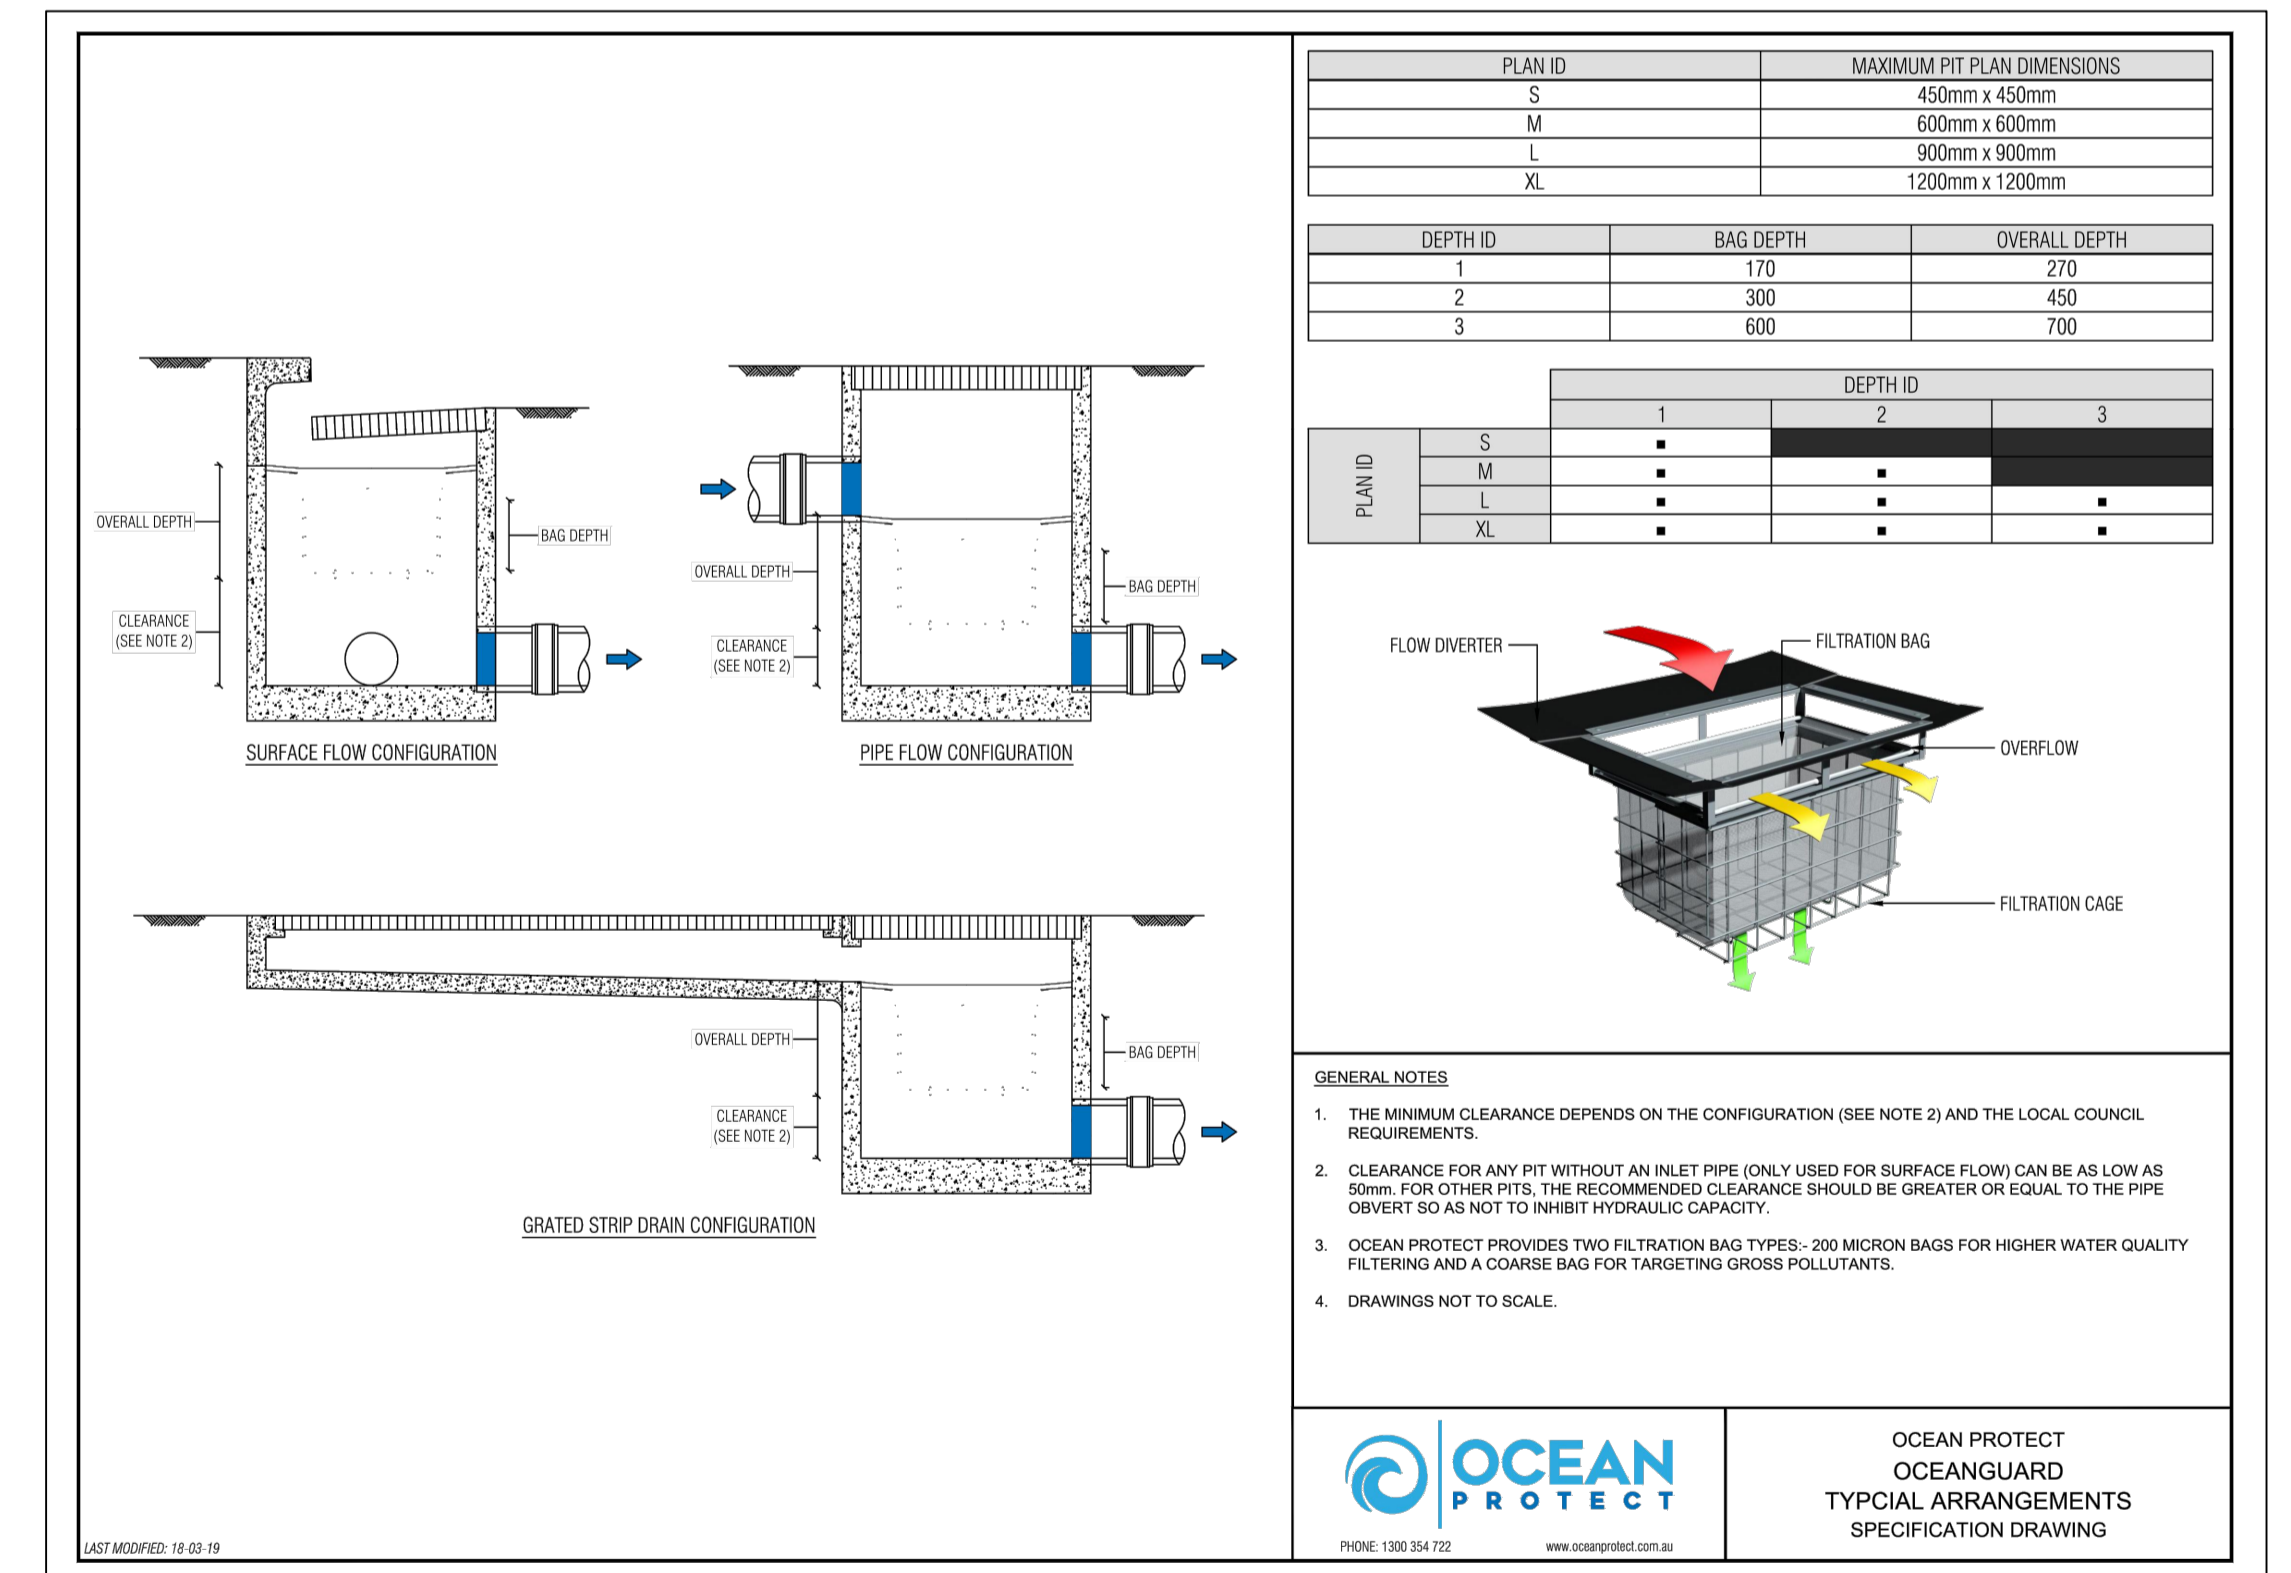 PLAN ID MAXIMUM PIT PLAN DIMENSIONS
S 450mm x 450mm
M 600mm x 600mm
L 900mm x 900mm
XL 1200mm x 1200mm
DEPTH ID BAG DEPTH OVERALL DEPTH
1 170 270
2 300 450
3 600 700
DEPTH ID
1 2 3
PLAN ID
S ▪
M ▪ ▪
L ▪ ▪ ▪
XL ▪ ▪ ▪
OVERALL DEPTH
BAG DEPTH
CLEARANCE
(SEE NOTE 2)
SURFACE FLOW CONFIGURATION
OVERALL DEPTH
BAG DEPTH
CLEARANCE
(SEE NOTE 2)
PIPE FLOW CONFIGURATION
OVERALL DEPTH
BAG DEPTH
CLEARANCE
(SEE NOTE 2)
GRATED STRIP DRAIN CONFIGURATION
FLOW DIVERTER
FILTRATION BAG
OVERFLOW
FILTRATION CAGE
GENERAL NOTES
1. THE MINIMUM CLEARANCE DEPENDS ON THE CONFIGURATION (SEE NOTE 2) AND THE LOCAL COUNCIL
REQUIREMENTS.
2. CLEARANCE FOR ANY PIT WITHOUT AN INLET PIPE (ONLY USED FOR SURFACE FLOW) CAN BE AS LOW AS
50mm. FOR OTHER PITS, THE RECOMMENDED CLEARANCE SHOULD BE GREATER OR EQUAL TO THE PIPE
OBVERT SO AS NOT TO INHIBIT HYDRAULIC CAPACITY.
3. OCEAN PROTECT PROVIDES TWO FILTRATION BAG TYPES:- 200 MICRON BAGS FOR HIGHER WATER QUALITY
FILTERING AND A COARSE BAG FOR TARGETING GROSS POLLUTANTS.
4. DRAWINGS NOT TO SCALE.
OCEAN
PROTECT
PHONE: 1300 354 722 www.oceanprotect.com.au
OCEAN PROTECT
OCEANGUARD
TYPCIAL ARRANGEMENTS
SPECIFICATION DRAWING
LAST MODIFIED: 18-03-19